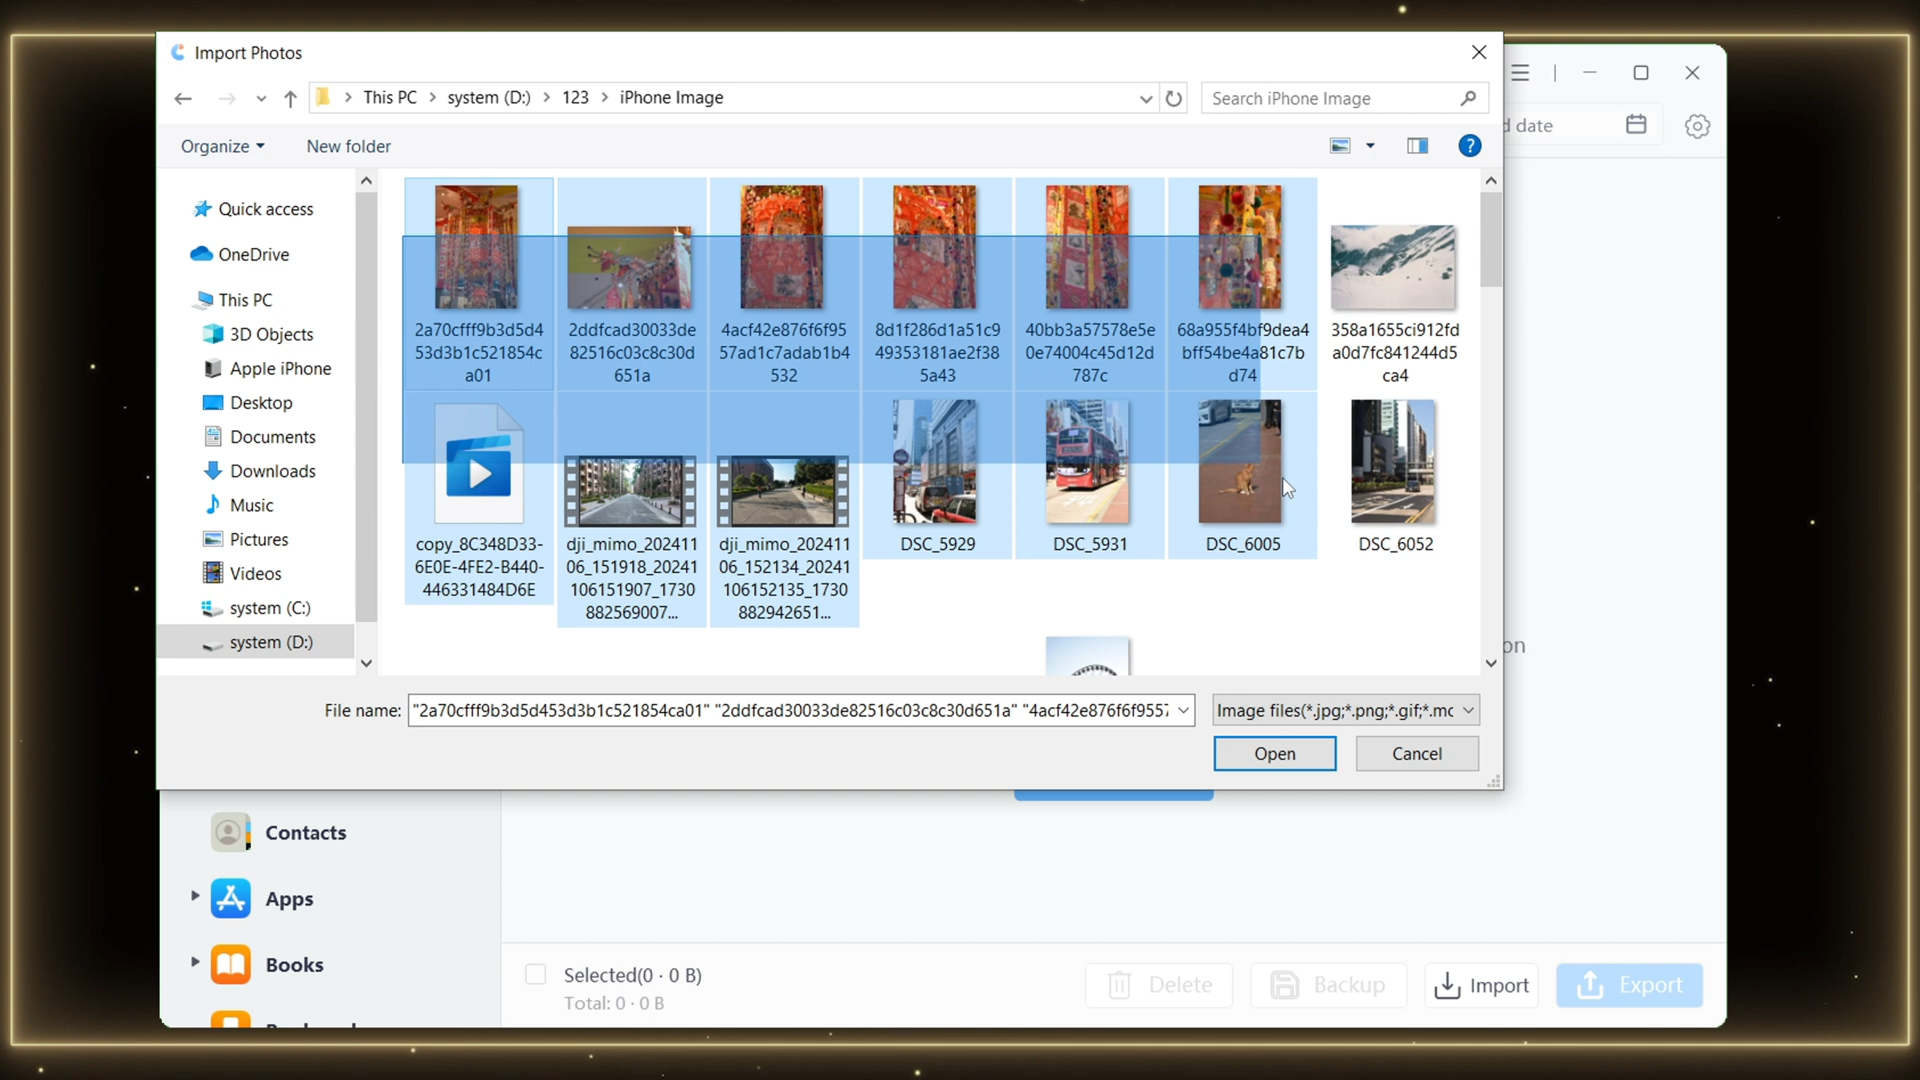 Import Photos
This PC
system (D:)
123
iPhone Image
Search iPhone Image
d date
Organize
New folder
Quick access
OneDrive
This PC
3D Objects
Apple iPhone
Desktop
Documents
Downloads
Music
Pictures
Videos
system (C:)
system (D:)
2a70cfff9b3d5d4
53d3b1c521854c
a01
2ddfcad30033de
82516c03c8c30d
651a
4acf42e876f6f95
57ad1c7adab1b4
532
8d1f286d1a51c9
49353181ae2f38
5a43
40bb3a57578e5e
0e74004c45d12d
787c
68a955f4bf9dea4
bff54be4a81c7b
d74
358a1655ci912fd
a0d7fc841244d5
ca4
copy_8C348D33-
6E0E-4FE2-B440-
446331484D6E
dji_mimo_202411
06_151918_20241
106151907_1730
882569007...
dji_mimo_202411
06_152134_20241
106152135_1730
882942651...
DSC_5929
DSC_5931
DSC_6005
DSC_6052
on
File name:
"2a70cfff9b3d5d453d3b1c521854ca01" "2ddfcad30033de82516c03c8c30d651a" "4acf42e876f6f9557
Image files(*.jpg;*.png;*.gif;*.mc
Open
Cancel
Contacts
Apps
Books
Selected(0 · 0 B)
Total: 0 · 0 B
Delete
Backup
Import
Export